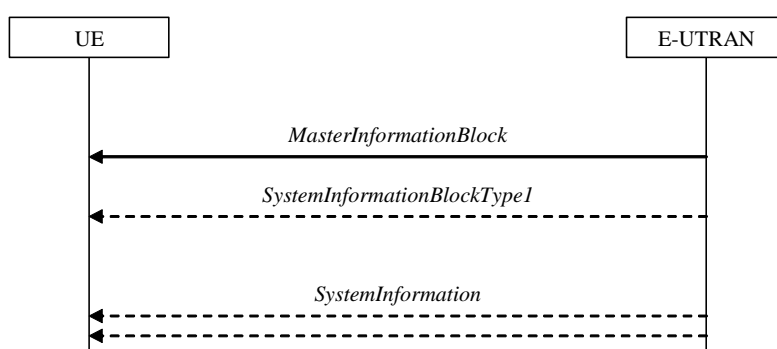 UE
E-UTRAN
MasterInformationBlock
SystemInformationBlockType1
SystemInformation